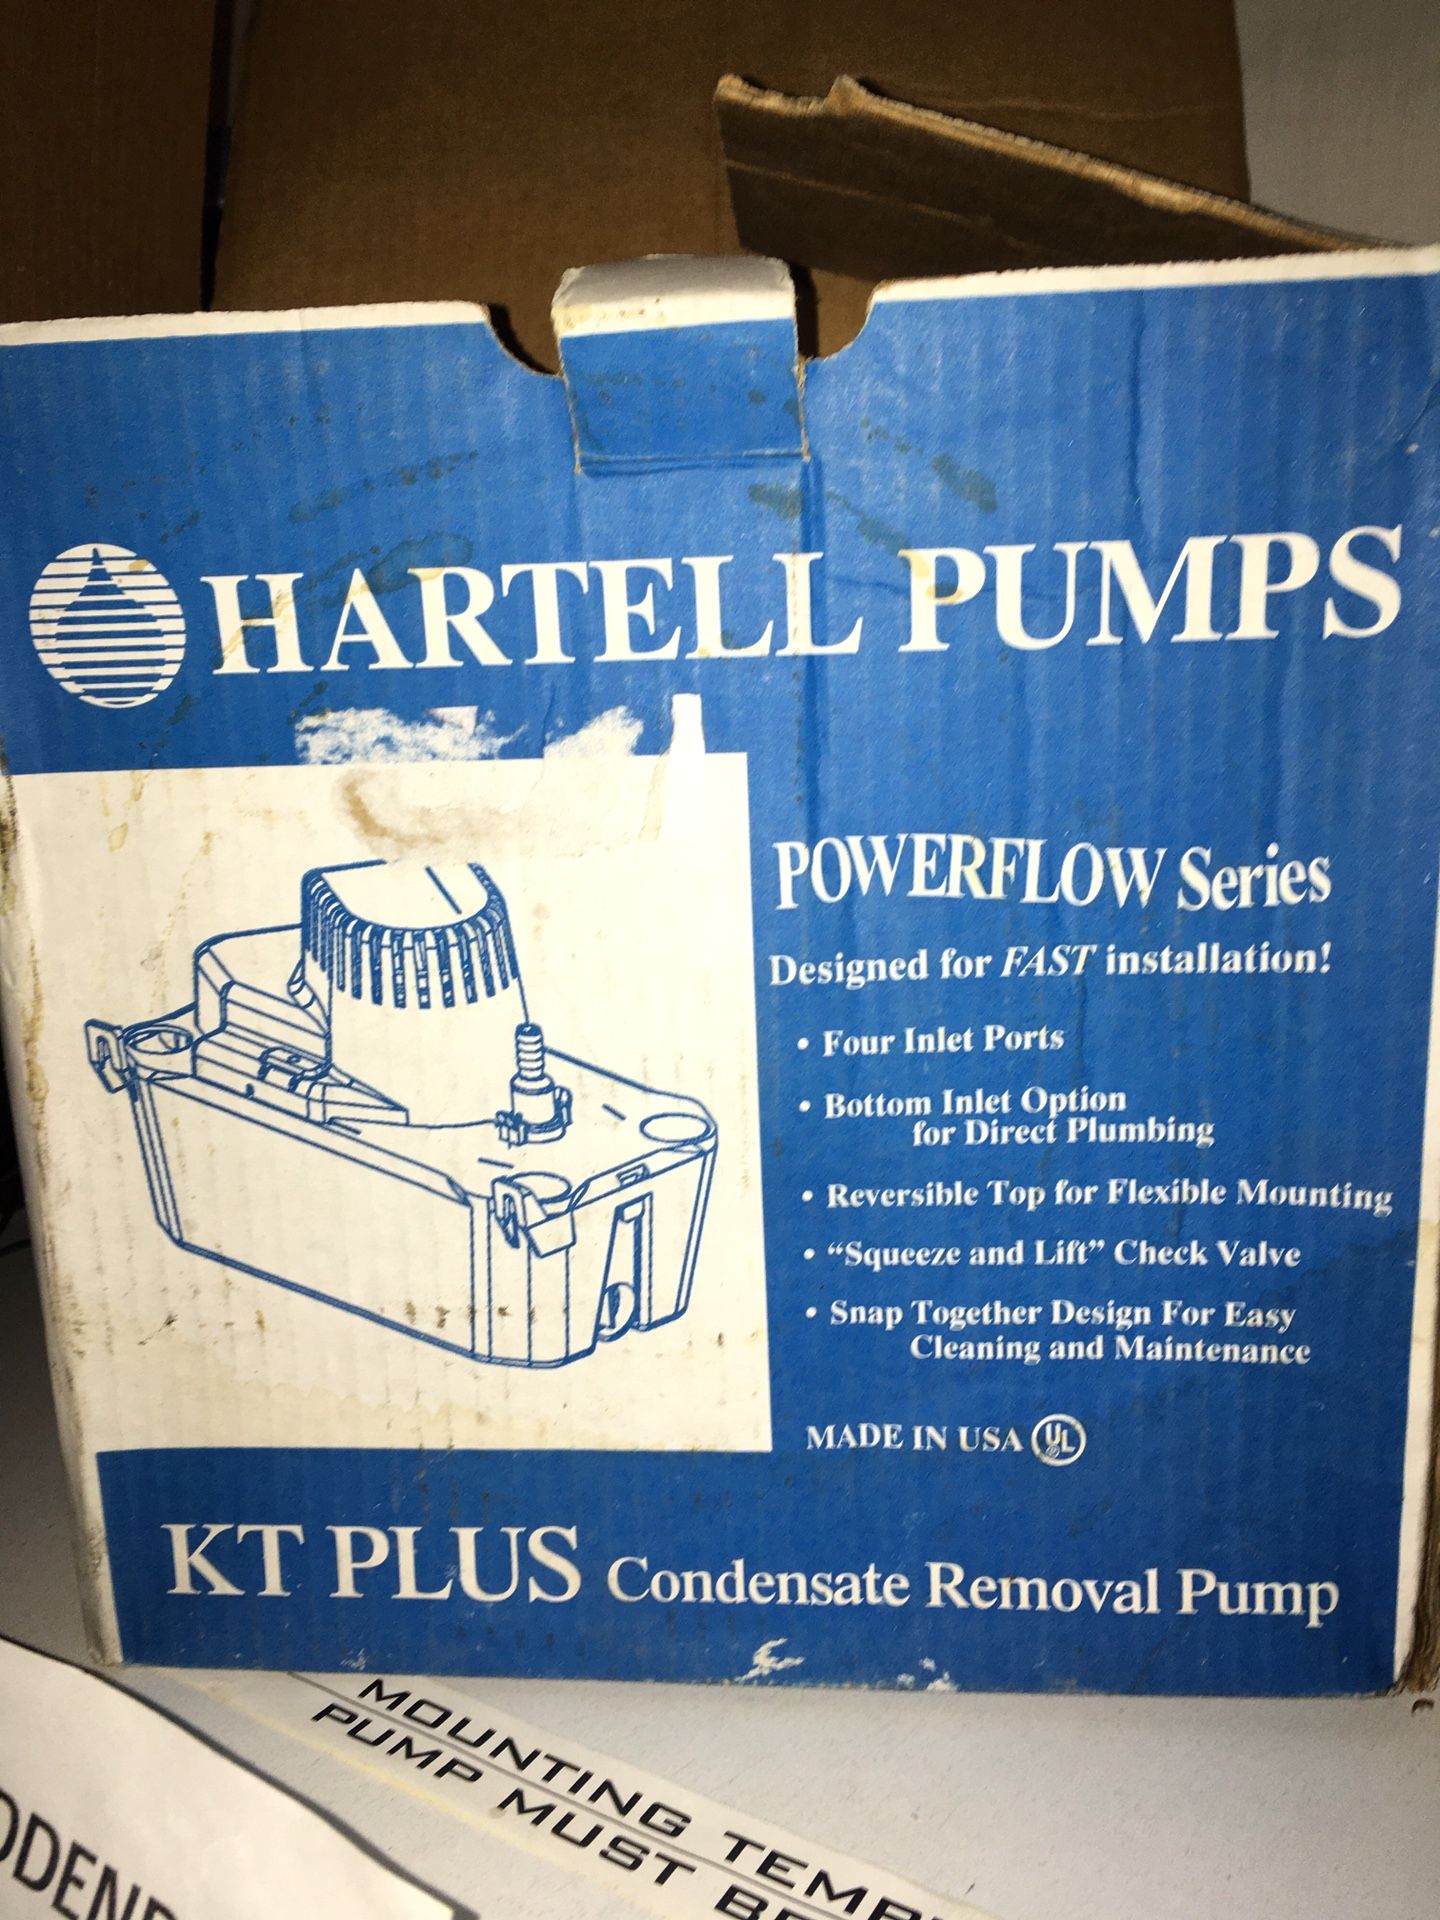 HARTELL PUMPS
POWERFLOW Series
Designed for FAST installation!
• Four Inlet Ports
• Bottom Inlet Option
for Direct Plumbing
• Reversible Top for Flexible Mounting
• “Squeeze and Lift” Check Valve
• Snap Together Design For Easy
Cleaning and Maintenance
MADE IN USA UL
KT PLUS Condensate Removal Pump
MOUNTING
PUMP MUST